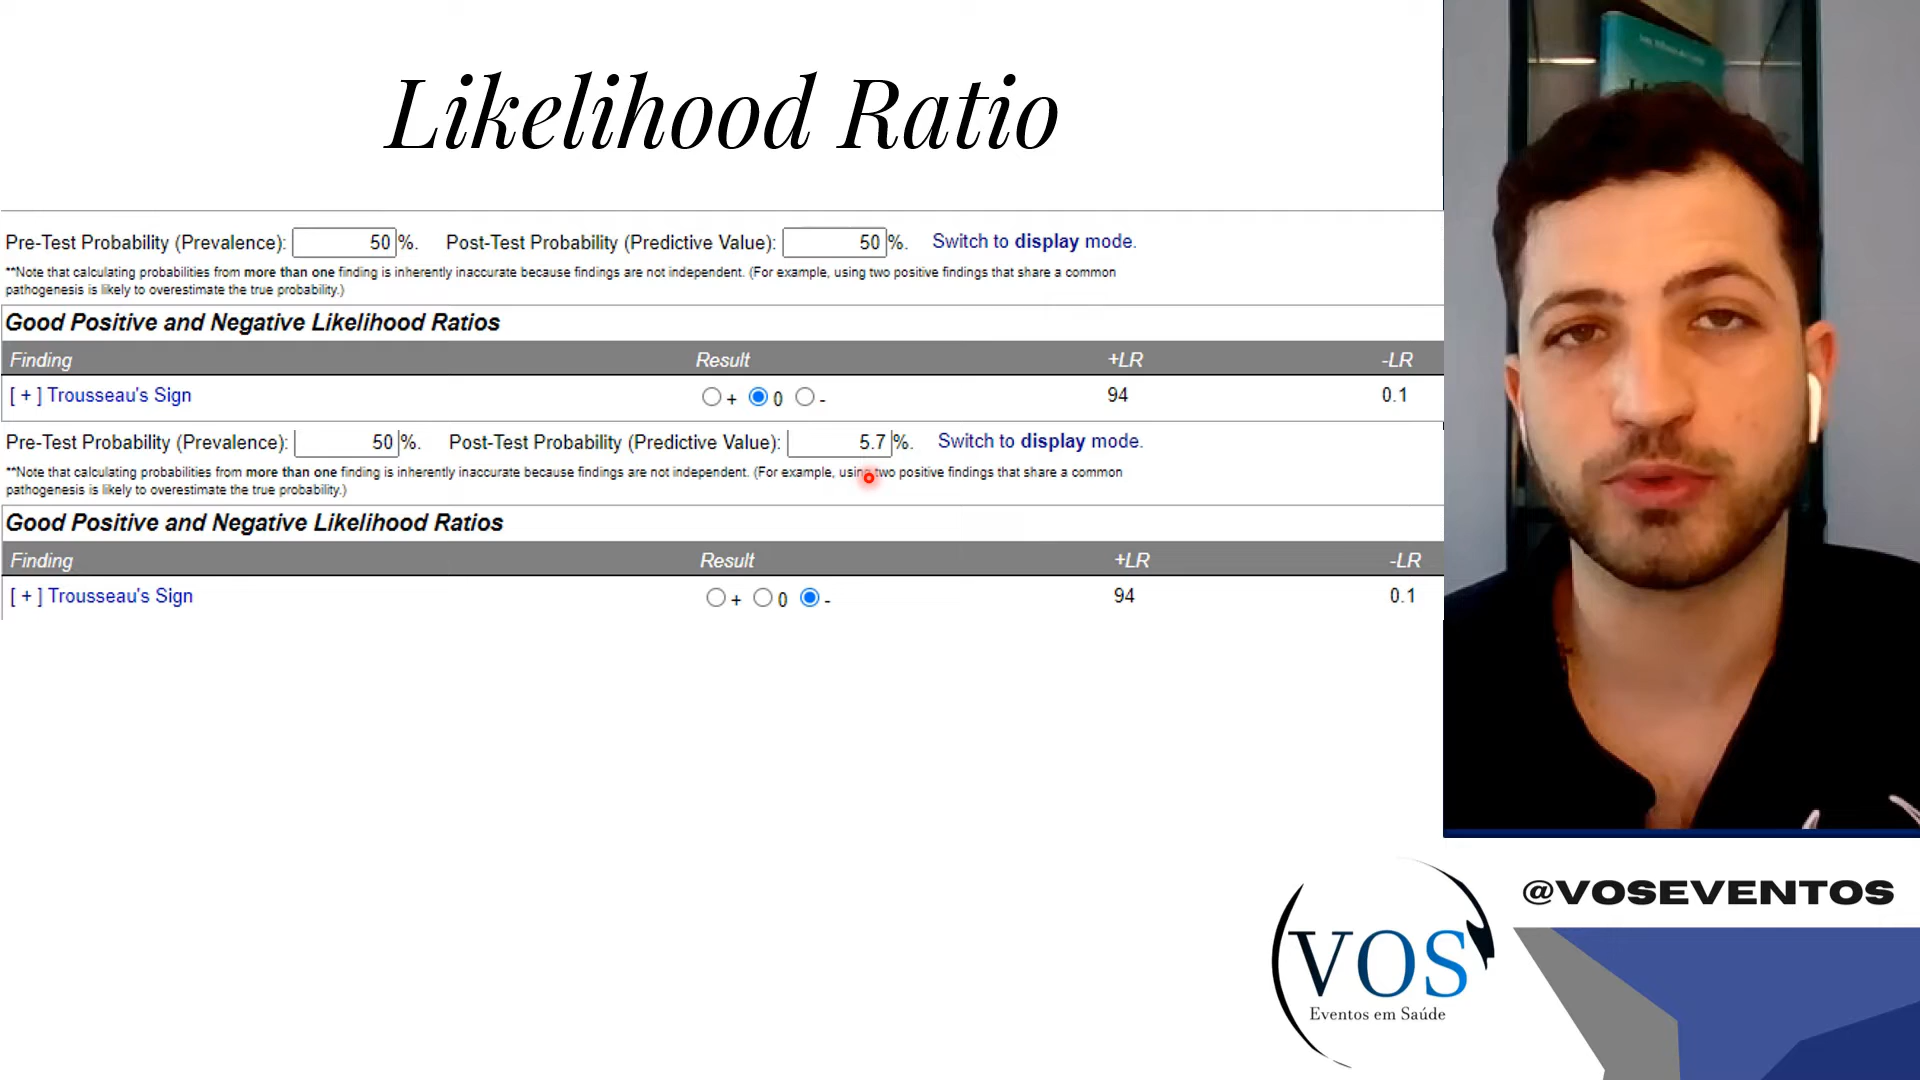 Likelihood Ratio
Pre-Test Probability (Prevalence): 50 %. Post-Test Probability (Predictive Value): 50 %. Switch to display mode.
**Note that calculating probabilities from more than one finding is inherently inaccurate because findings are not independent. (For example, using two positive findings that share a common
pathogenesis is likely to overestimate the true probability.)
Good Positive and Negative Likelihood Ratios
Finding Result +LR -LR
[ + ] Trousseau's Sign + 0 - 94 0.1
Pre-Test Probability (Prevalence): 50 %. Post-Test Probability (Predictive Value): 5.7 %. Switch to display mode.
**Note that calculating probabilities from more than one finding is inherently inaccurate because findings are not independent. (For example, using two positive findings that share a common
pathogenesis is likely to overestimate the true probability.)
Good Positive and Negative Likelihood Ratios
Finding Result +LR -LR
[ + ] Trousseau's Sign + 0 - 94 0.1
@VOSEVENTOS
VOS
Eventos em Saúde